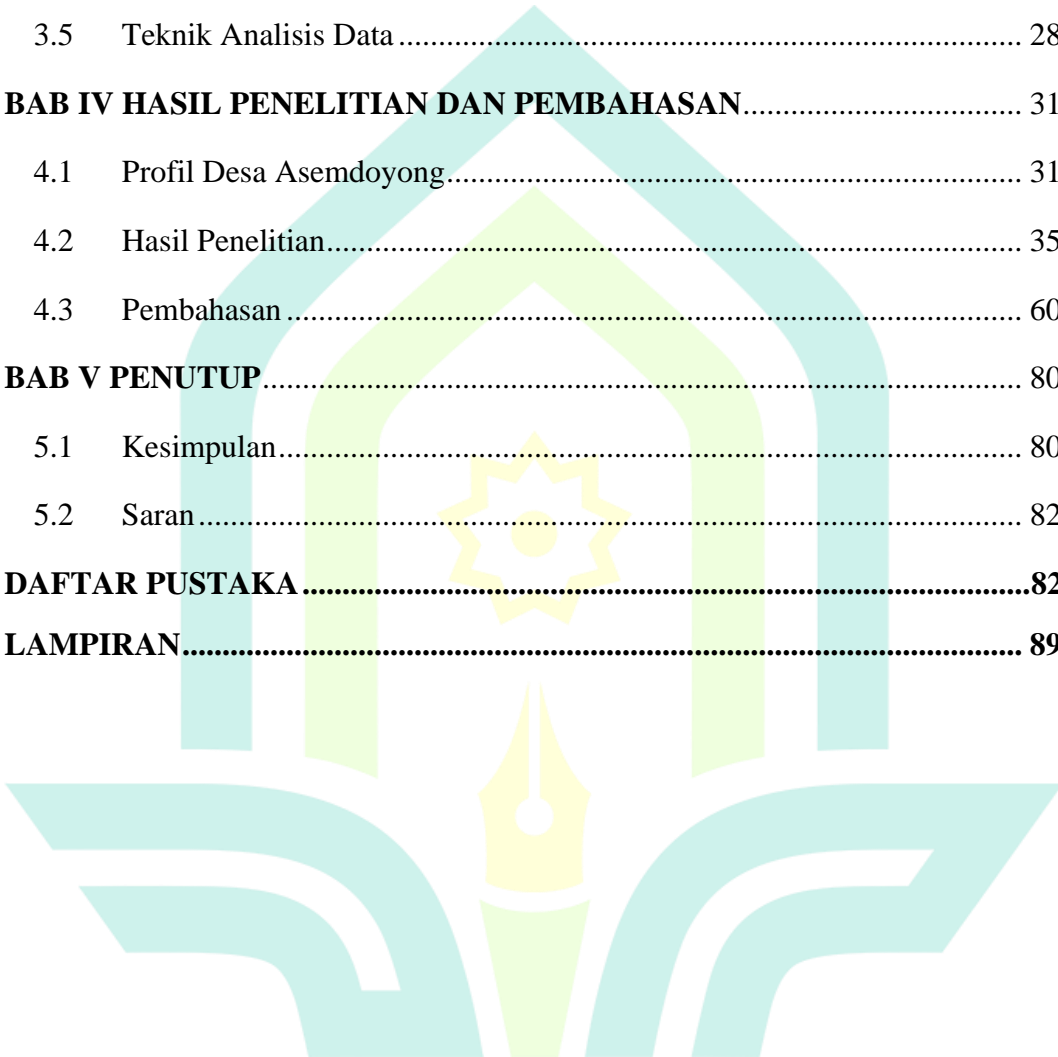 3.5 Teknik Analisis Data ........................................................................ 28
BAB IV HASIL PENELITIAN DAN PEMBAHASAN ................................ 31
4.1 Profil Desa Asemdoyong .................................................................. 31
4.2 Hasil Penelitian ................................................................................ 35
4.3 Pembahasan ..................................................................................... 60
BAB V PENUTUP ........................................................................................ 80
5.1 Kesimpulan ...................................................................................... 80
5.2 Saran ................................................................................................ 82
DAFTAR PUSTAKA .................................................................................... 82
LAMPIRAN .................................................................................................. 89